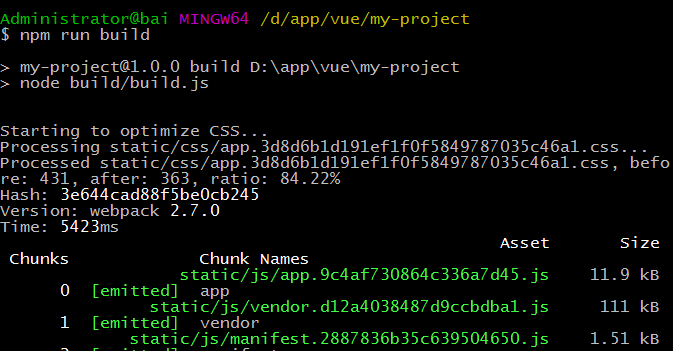 Administrator@bai MINGW64 /d/app/vue/my-project
$ npm run build
> my-project@1.0.0 build D:\app\vue\my-project
> node build/build.js
Starting to optimize CSS...
Processing static/css/app.3d8d6b1d191ef1f0f5849787035c46a1.css...
Processed static/css/app.3d8d6b1d191ef1f0f5849787035c46a1.css, befo
re: 431, after: 363, ratio: 84.22%
Hash: 3e644cad88f5be0cb245
Version: webpack 2.7.0
Time: 5423ms
Asset Size
Chunks Chunk Names
static/js/app.9c4af730864c336a7d45.js 11.9 kB
0 [emitted] app
static/js/vendor.d12a4038487d9ccbdba1.js 111 kB
1 [emitted] vendor
static/js/manifest.2887836b35c639504650.js 1.51 kB